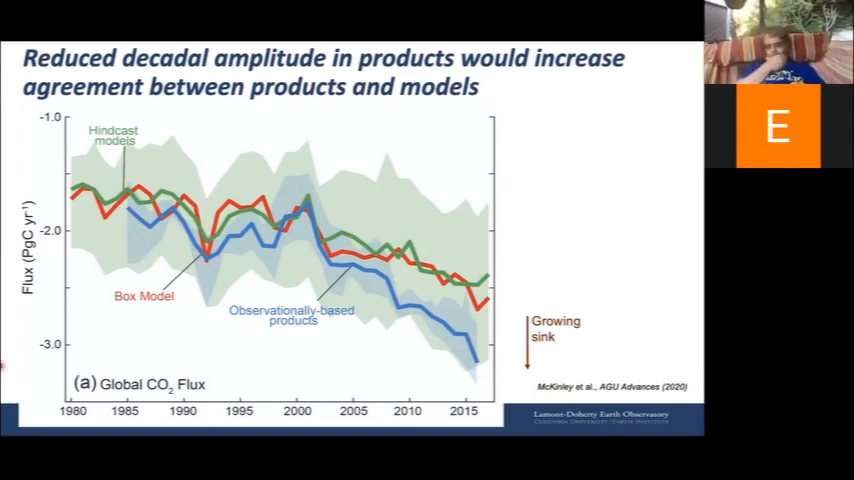 Reduced decadal amplitude in products would increase
agreement between products and models
E
-1.0
Hindcast
models
-2.0
Flux (PgC yr⁻¹)
Box Model
Observationally-based
products
-3.0
(a) Global CO₂ Flux
1980 1985 1990 1995 2000 2005 2010 2015
Growing
sink
McKinley et al., AGU Advances (2020)
Lamont-Doherty Earth Observatory
Columbia University | Earth Institute